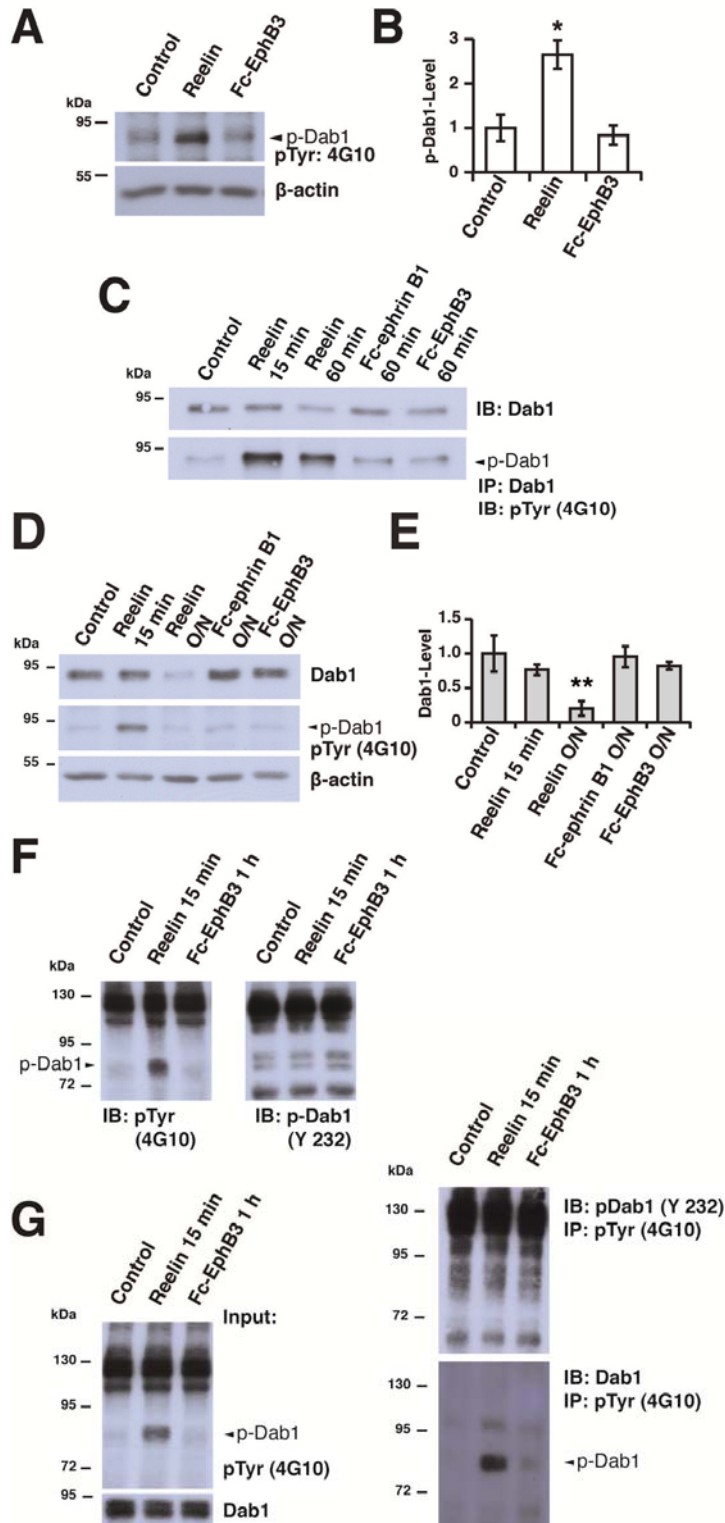 A
Control
Reelin
Fc-EphB3
kDa
95
55
p-Dab1
pTyr: 4G10
β-actin
B
p-Dab1-Level
3
2
1
0
*
Control
Reelin
Fc-EphB3
C
Control
Reelin
15 min
Reelin
60 min
Fc-ephrin B1
60 min
Fc-EphB3
60 min
kDa
95
IB: Dab1
95
p-Dab1
IP: Dab1
IB: pTyr (4G10)
D
Control
Reelin
15 min
Reelin
O/N
Fc-ephrin B1
O/N
Fc-EphB3
O/N
kDa
95
Dab1
95
p-Dab1
pTyr (4G10)
55
β-actin
E
Dab1-Level
1.5
1.0
0.5
0
**
Control
Reelin 15 min
Reelin O/N
Fc-ephrin B1 O/N
Fc-EphB3 O/N
F
Control
Reelin 15 min
Fc-EphB3 1 h
kDa
130
95
p-Dab1
72
IB: pTyr
(4G10)
Control
Reelin 15 min
Fc-EphB3 1 h
IB: p-Dab1
(Y 232)
G
Control
Reelin 15 min
Fc-EphB3 1 h
kDa
Input:
130
95
p-Dab1
72
pTyr (4G10)
95
Dab1
Control
Reelin 15 min
Fc-EphB3 1 h
kDa
130
95
72
IB: pDab1 (Y 232)
IP: pTyr (4G10)
130
95
72
IB: Dab1
IP: pTyr (4G10)
p-Dab1